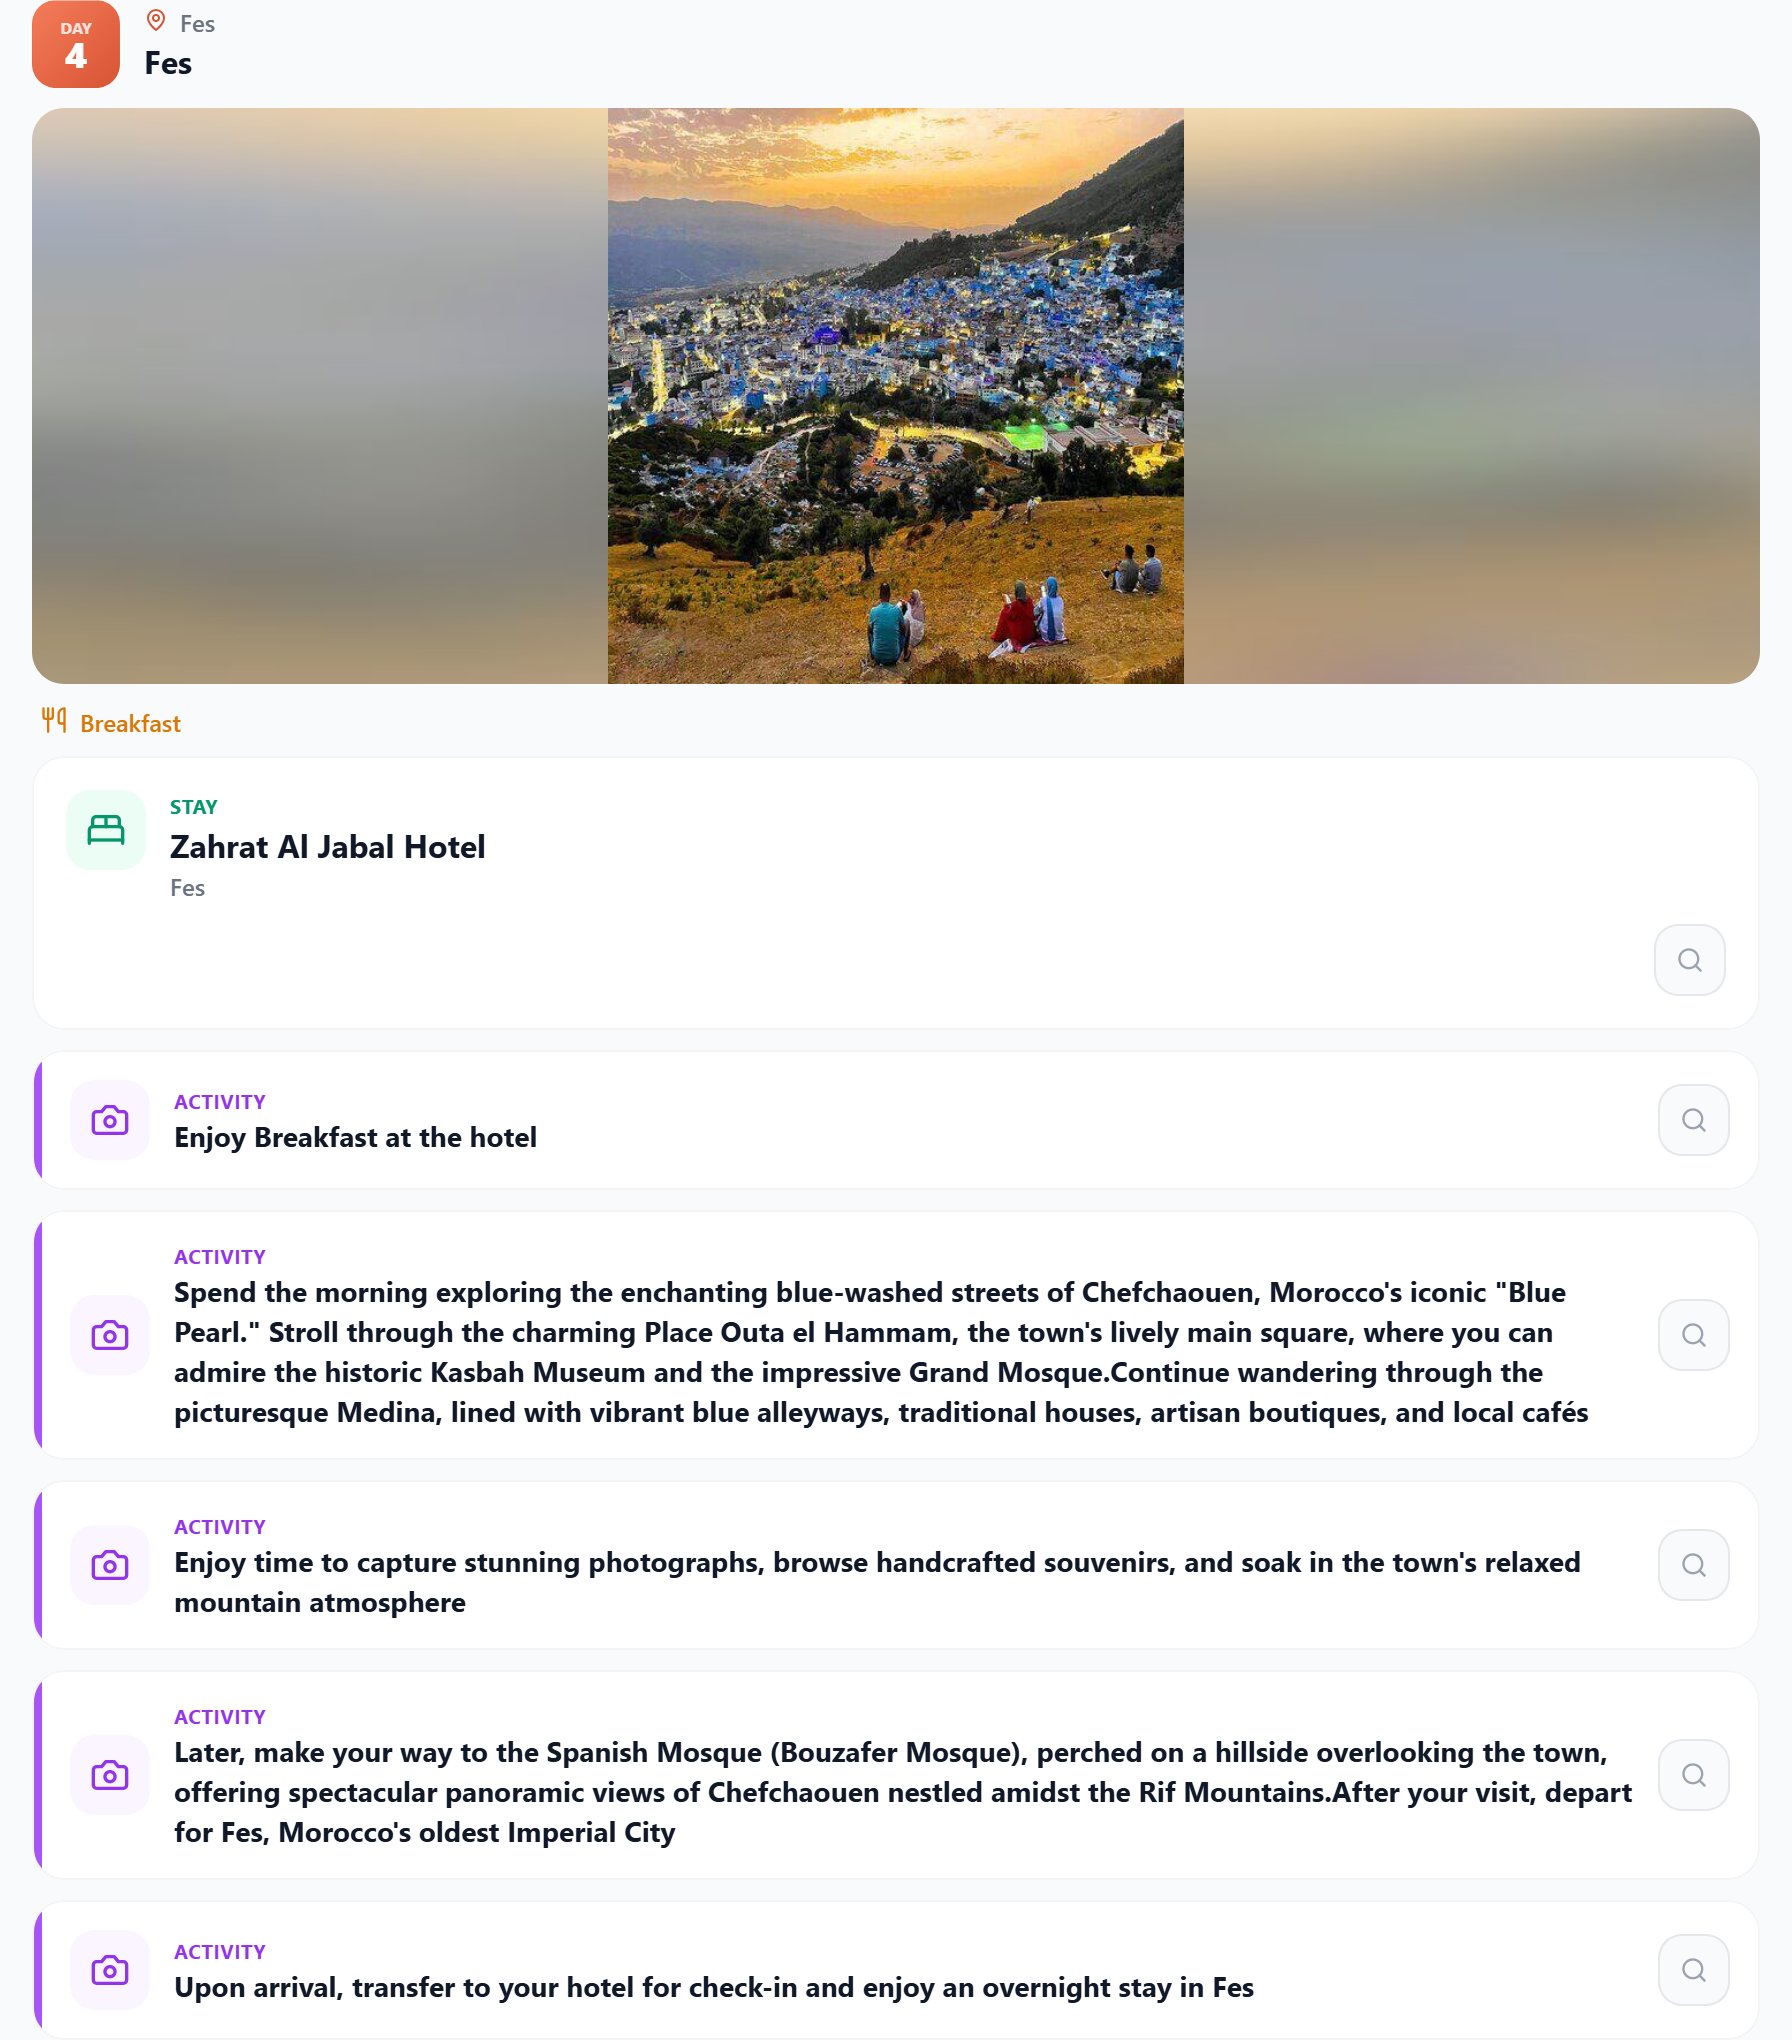 DAY
4
Fes
Fes
Breakfast
STAY
Zahrat Al Jabal Hotel
Fes
ACTIVITY
Enjoy Breakfast at the hotel
ACTIVITY
Spend the morning exploring the enchanting blue-washed streets of Chefchaouen, Morocco's iconic "Blue
Pearl." Stroll through the charming Place Outa el Hammam, the town's lively main square, where you can
admire the historic Kasbah Museum and the impressive Grand Mosque.Continue wandering through the
picturesque Medina, lined with vibrant blue alleyways, traditional houses, artisan boutiques, and local cafés
ACTIVITY
Enjoy time to capture stunning photographs, browse handcrafted souvenirs, and soak in the town's relaxed
mountain atmosphere
ACTIVITY
Later, make your way to the Spanish Mosque (Bouzafer Mosque), perched on a hillside overlooking the town,
offering spectacular panoramic views of Chefchaouen nestled amidst the Rif Mountains.After your visit, depart
for Fes, Morocco's oldest Imperial City
ACTIVITY
Upon arrival, transfer to your hotel for check-in and enjoy an overnight stay in Fes